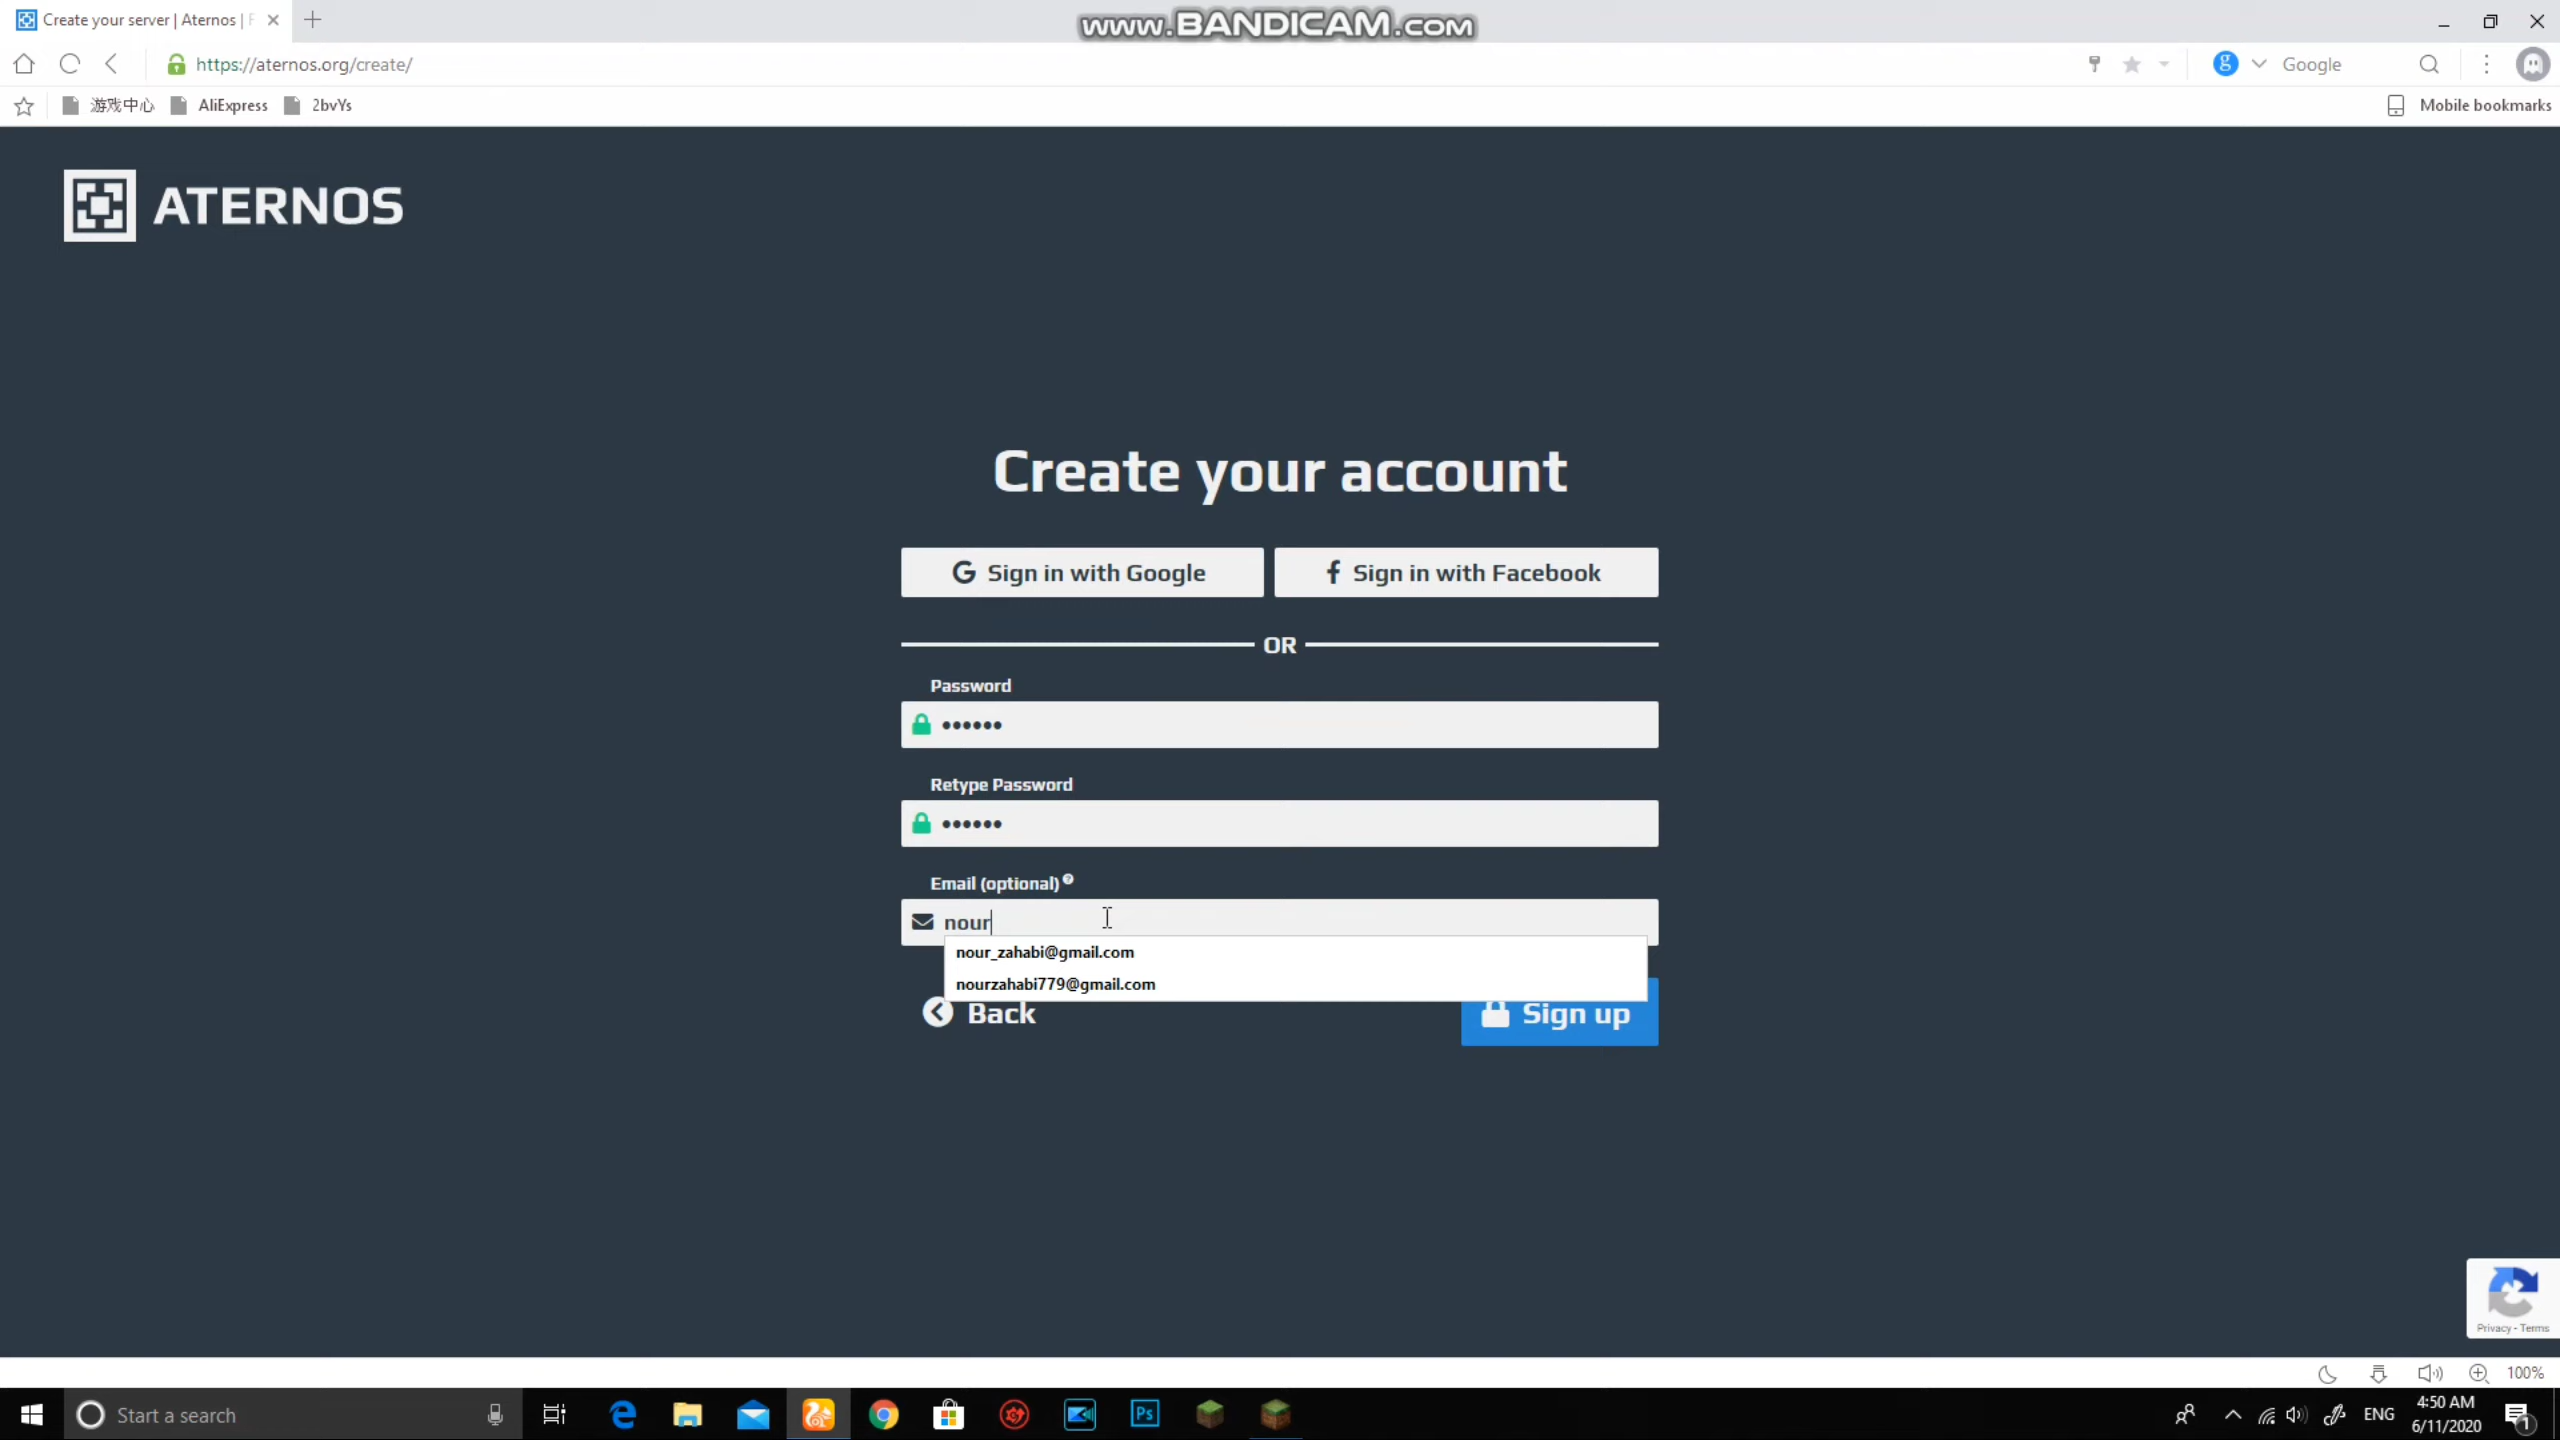 Create your server | Aternos | F
www.BANDICAM.com
https://aternos.org/create/
Google
游戏中心
AliExpress
2bvYs
Mobile bookmarks
ATERNOS
Create your account
G Sign in with Google
f Sign in with Facebook
OR
Password
••••••
Retype Password
••••••
Email (optional)
nour
nour_zahabi@gmail.com
nourzahabi779@gmail.com
Back
Sign up
Privacy - Terms
100%
Start a search
Ps
ENG
4:50 AM
6/11/2020
1